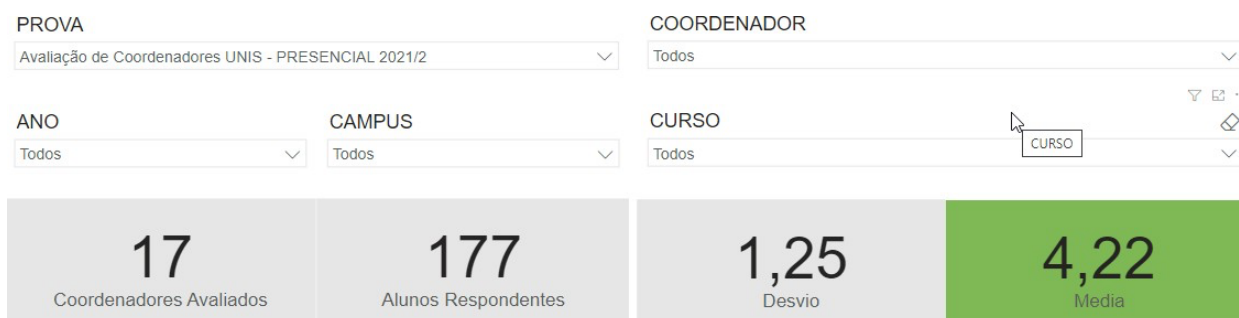 PROVA
Avaliação de Coordenadores UNIS - PRESENCIAL 2021/2
COORDENADOR
Todos
ANO
Todos
CAMPUS
Todos
CURSO
CURSO
Todos
17
Coordenadores Avaliados
177
Alunos Respondentes
1,25
Desvio
4,22
Media